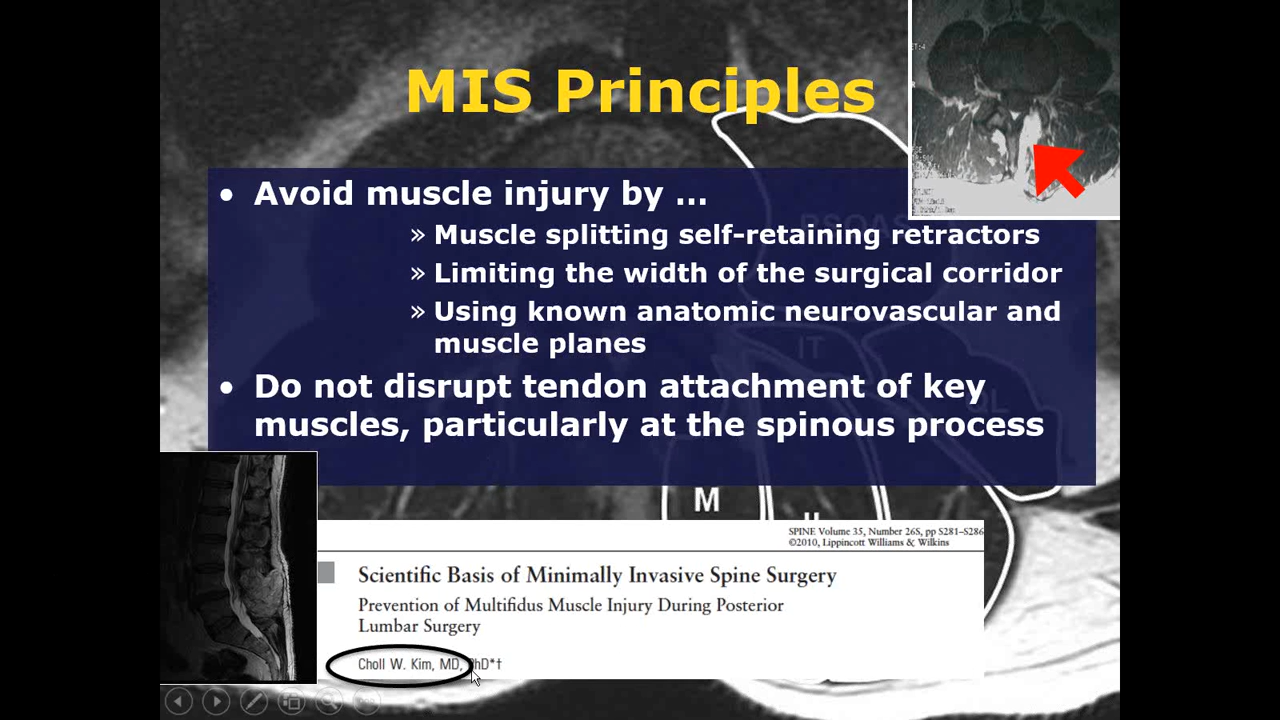 MIS Principles
• Avoid muscle injury by …
» Muscle splitting self-retaining retractors
» Limiting the width of the surgical corridor
» Using known anatomic neurovascular and
muscle planes
• Do not disrupt tendon attachment of key
muscles, particularly at the spinous process
PSOAS
IT
M
SPINE Volume 35, Number 26S, pp S281–S286
©2010, Lippincott Williams & Wilkins
Scientific Basis of Minimally Invasive Spine Surgery
Prevention of Multifidus Muscle Injury During Posterior
Lumbar Surgery
Choll W. Kim, MD, PhD*†